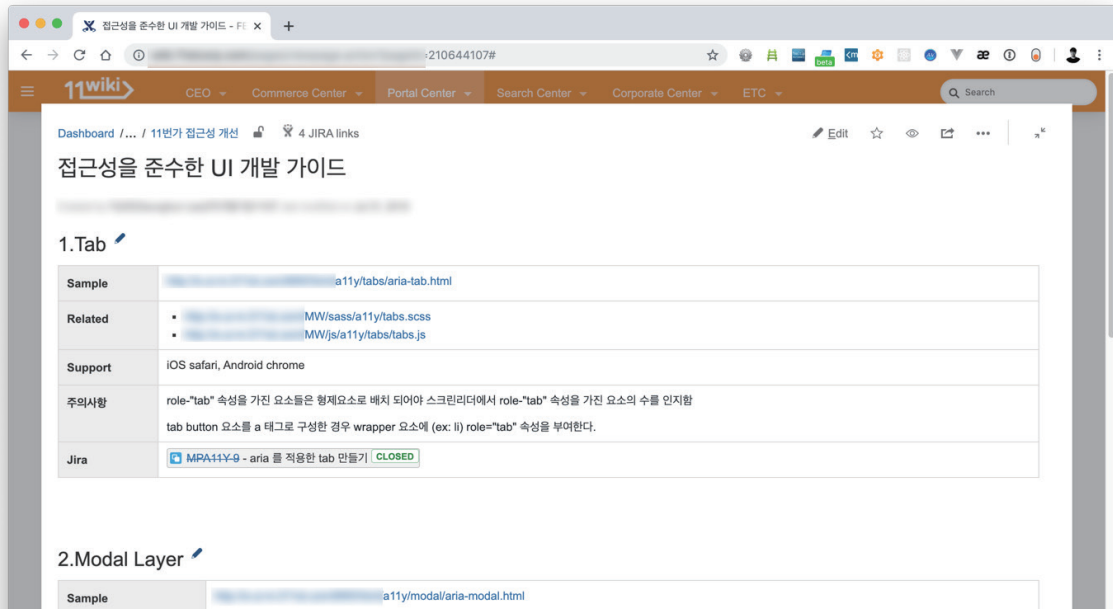 접근성을 준수한 UI 개발 가이드 - FE
=210644107#
beta
11wiki
CEO
Commerce Center
Portal Center
Search Center
Corporate Center
ETC
Search
Dashboard /... / 11번가 접근성 개선 4 JIRA links
Edit
접근성을 준수한 UI 개발 가이드
1.Tab
Sample
a11y/tabs/aria-tab.html
Related
MW/sass/a11y/tabs.scss
MW/js/a11y/tabs/tabs.js
Support
iOS safari, Android chrome
주의사항
role-"tab" 속성을 가진 요소들은 형제요소로 배치 되어야 스크린리더에서 role-"tab" 속성을 가진 요소의 수를 인지함
tab button 요소를 a 태그로 구성한 경우 wrapper 요소에 (ex: li) role="tab" 속성을 부여한다.
Jira
MPA11Y-9 - aria 를 적용한 tab 만들기 CLOSED
2.Modal Layer
Sample
a11y/modal/aria-modal.html